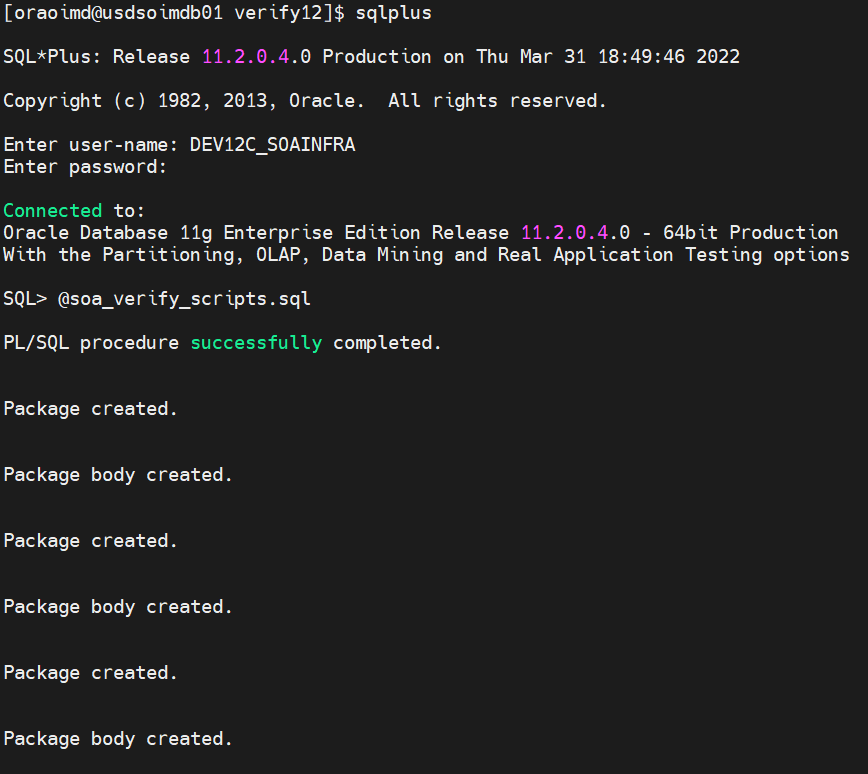 [oraoimd@usdsoimdb01 verify12]$ sqlplus
SQL*Plus: Release 11.2.0.4.0 Production on Thu Mar 31 18:49:46 2022
Copyright (c) 1982, 2013, Oracle.  All rights reserved.
Enter user-name: DEV12C_SOAINFRA
Enter password:
Connected to:
Oracle Database 11g Enterprise Edition Release 11.2.0.4.0 - 64bit Production
With the Partitioning, OLAP, Data Mining and Real Application Testing options
SQL> @soa_verify_scripts.sql
PL/SQL procedure successfully completed.
Package created.
Package body created.
Package created.
Package body created.
Package created.
Package body created.